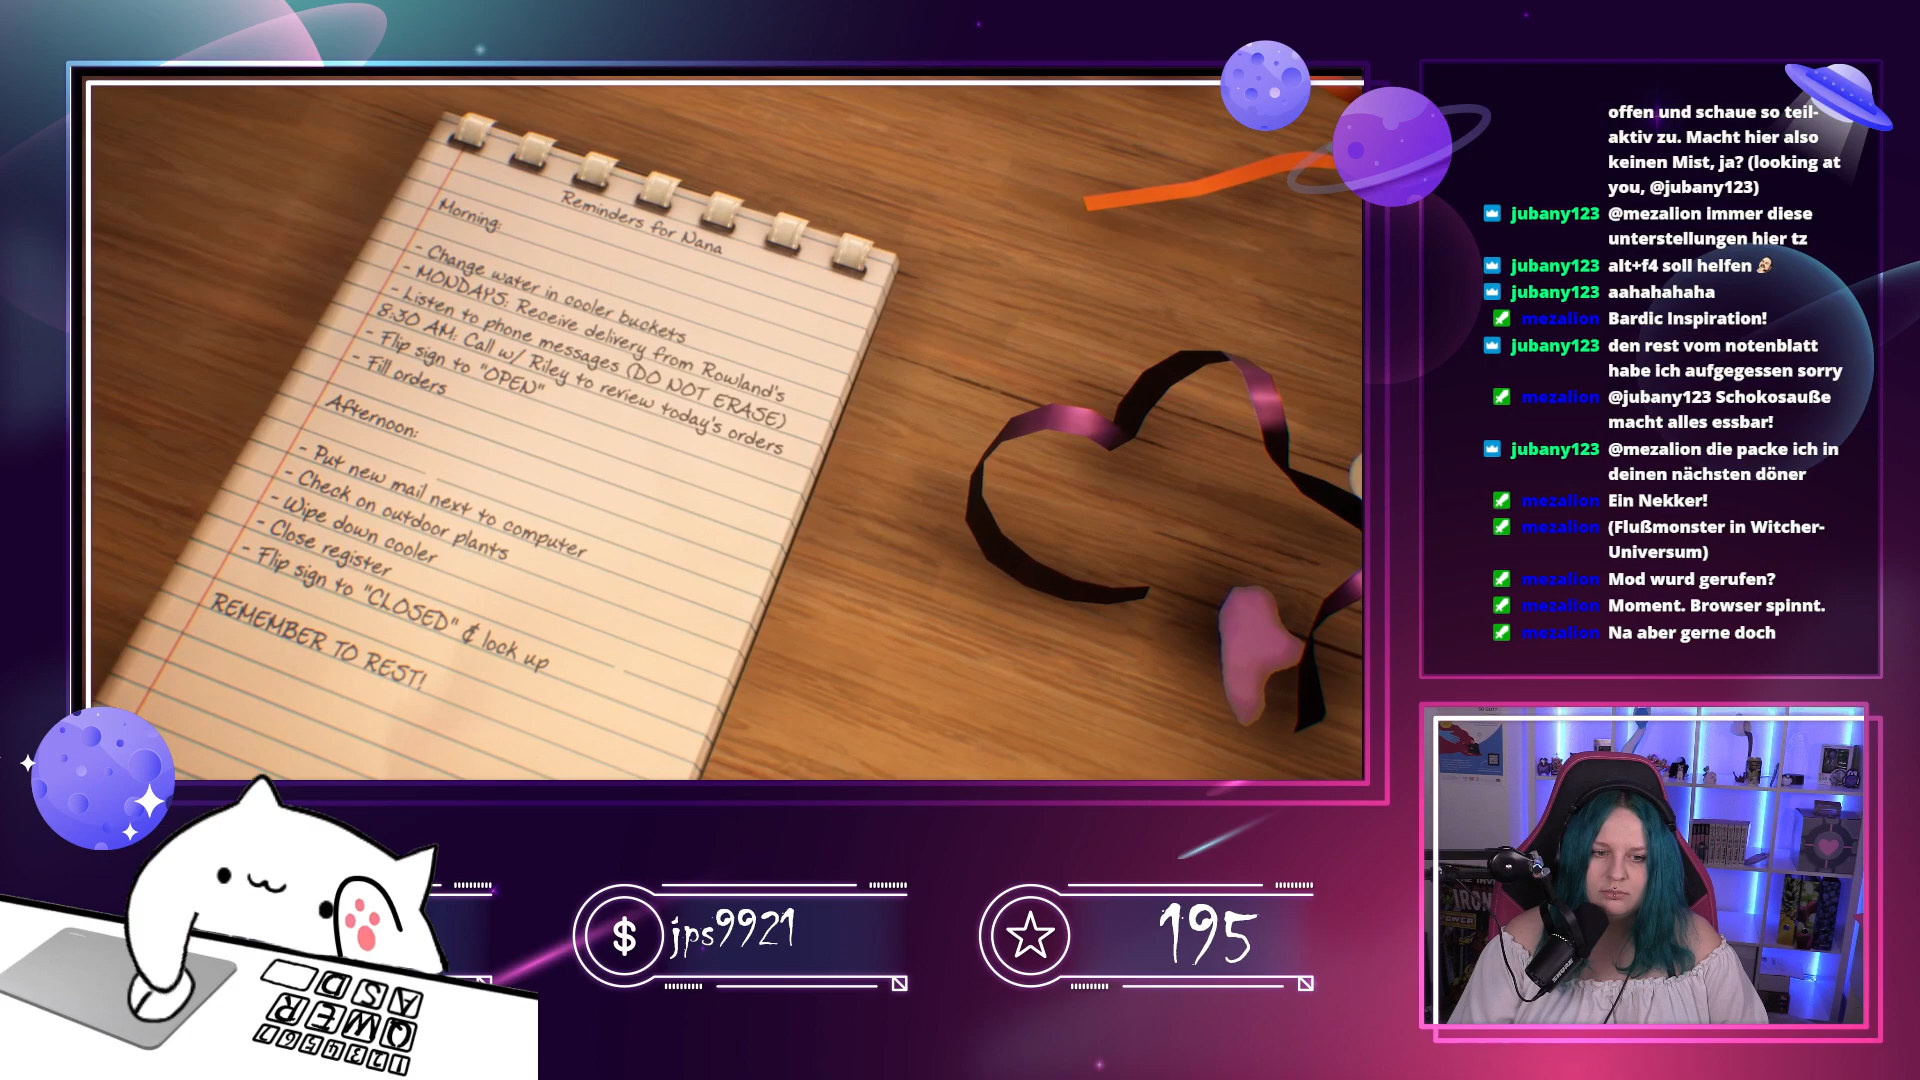 Reminders for Nana
Morning:
- Change water in cooler buckets
- MONDAYS: Receive delivery from Rowland's
- Listen to phone messages (DO NOT ERASE)
8:30 AM: Call w/ Riley to review today's orders
- Flip sign to "OPEN"
- Fill orders
Afternoon:
- Put new mail next to computer
- Check on outdoor plants
- Wipe down cooler
- Close register
- Flip sign to "CLOSED" & lock up
REMEMBER TO REST!
offen und schaue so teil-
aktiv zu. Macht hier also
keinen Mist, ja? (looking at
you, @jubany123)
jubany123 @mezalion immer diese
unterstellungen hier tz
jubany123 alt+f4 soll helfen
jubany123 aahahahaha
mezalion Bardic Inspiration!
jubany123 den rest vom notenblatt
habe ich aufgegessen sorry
mezalion @jubany123 Schokosauße
macht alles essbar!
jubany123 @mezalion die packe ich in
deinen nächsten döner
mezalion Ein Nekker!
mezalion (Flußmonster in Witcher-
Universum)
mezalion Mod wurd gerufen?
mezalion Moment. Browser spinnt.
mezalion Na aber gerne doch
$ jps9921
195
D S A
R E W Q
7 6 5 4 3 2 1